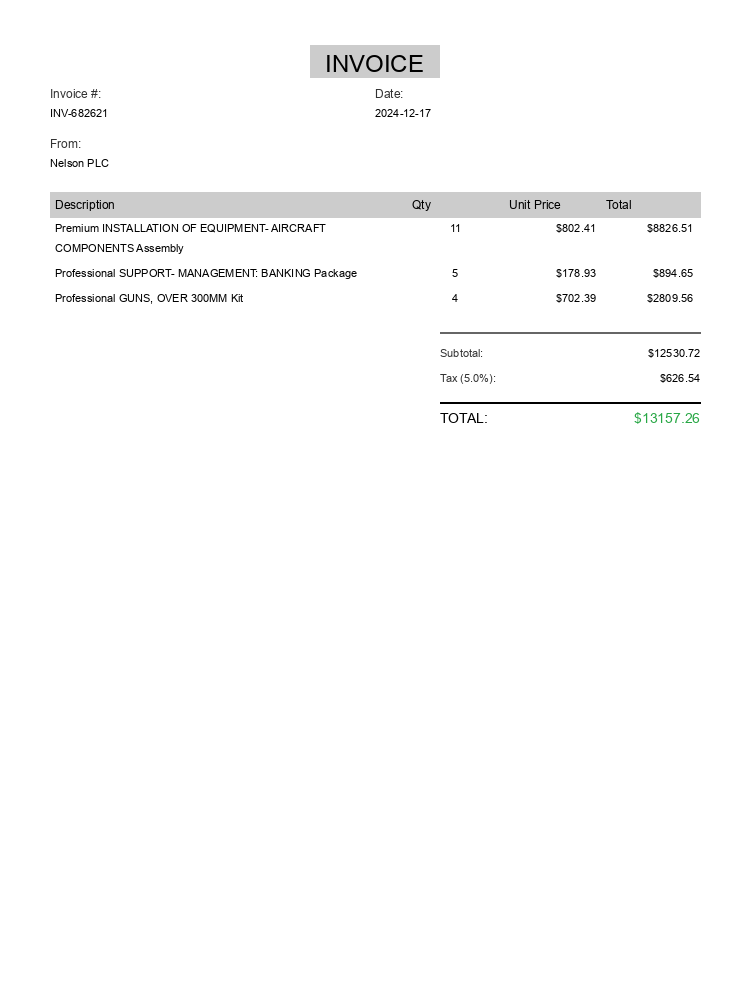 INVOICE
Invoice #: Date:
INV-682621 2024-12-17
From:
Nelson PLC
Description Qty Unit Price Total
Premium INSTALLATION OF EQUIPMENT- AIRCRAFT 11 $802.41 $8826.51
COMPONENTS Assembly
Professional SUPPORT- MANAGEMENT: BANKING Package 5 $178.93 $894.65
Professional GUNS, OVER 300MM Kit 4 $702.39 $2809.56
Subtotal: $12530.72
Tax (5.0%): $626.54
TOTAL: $13157.26